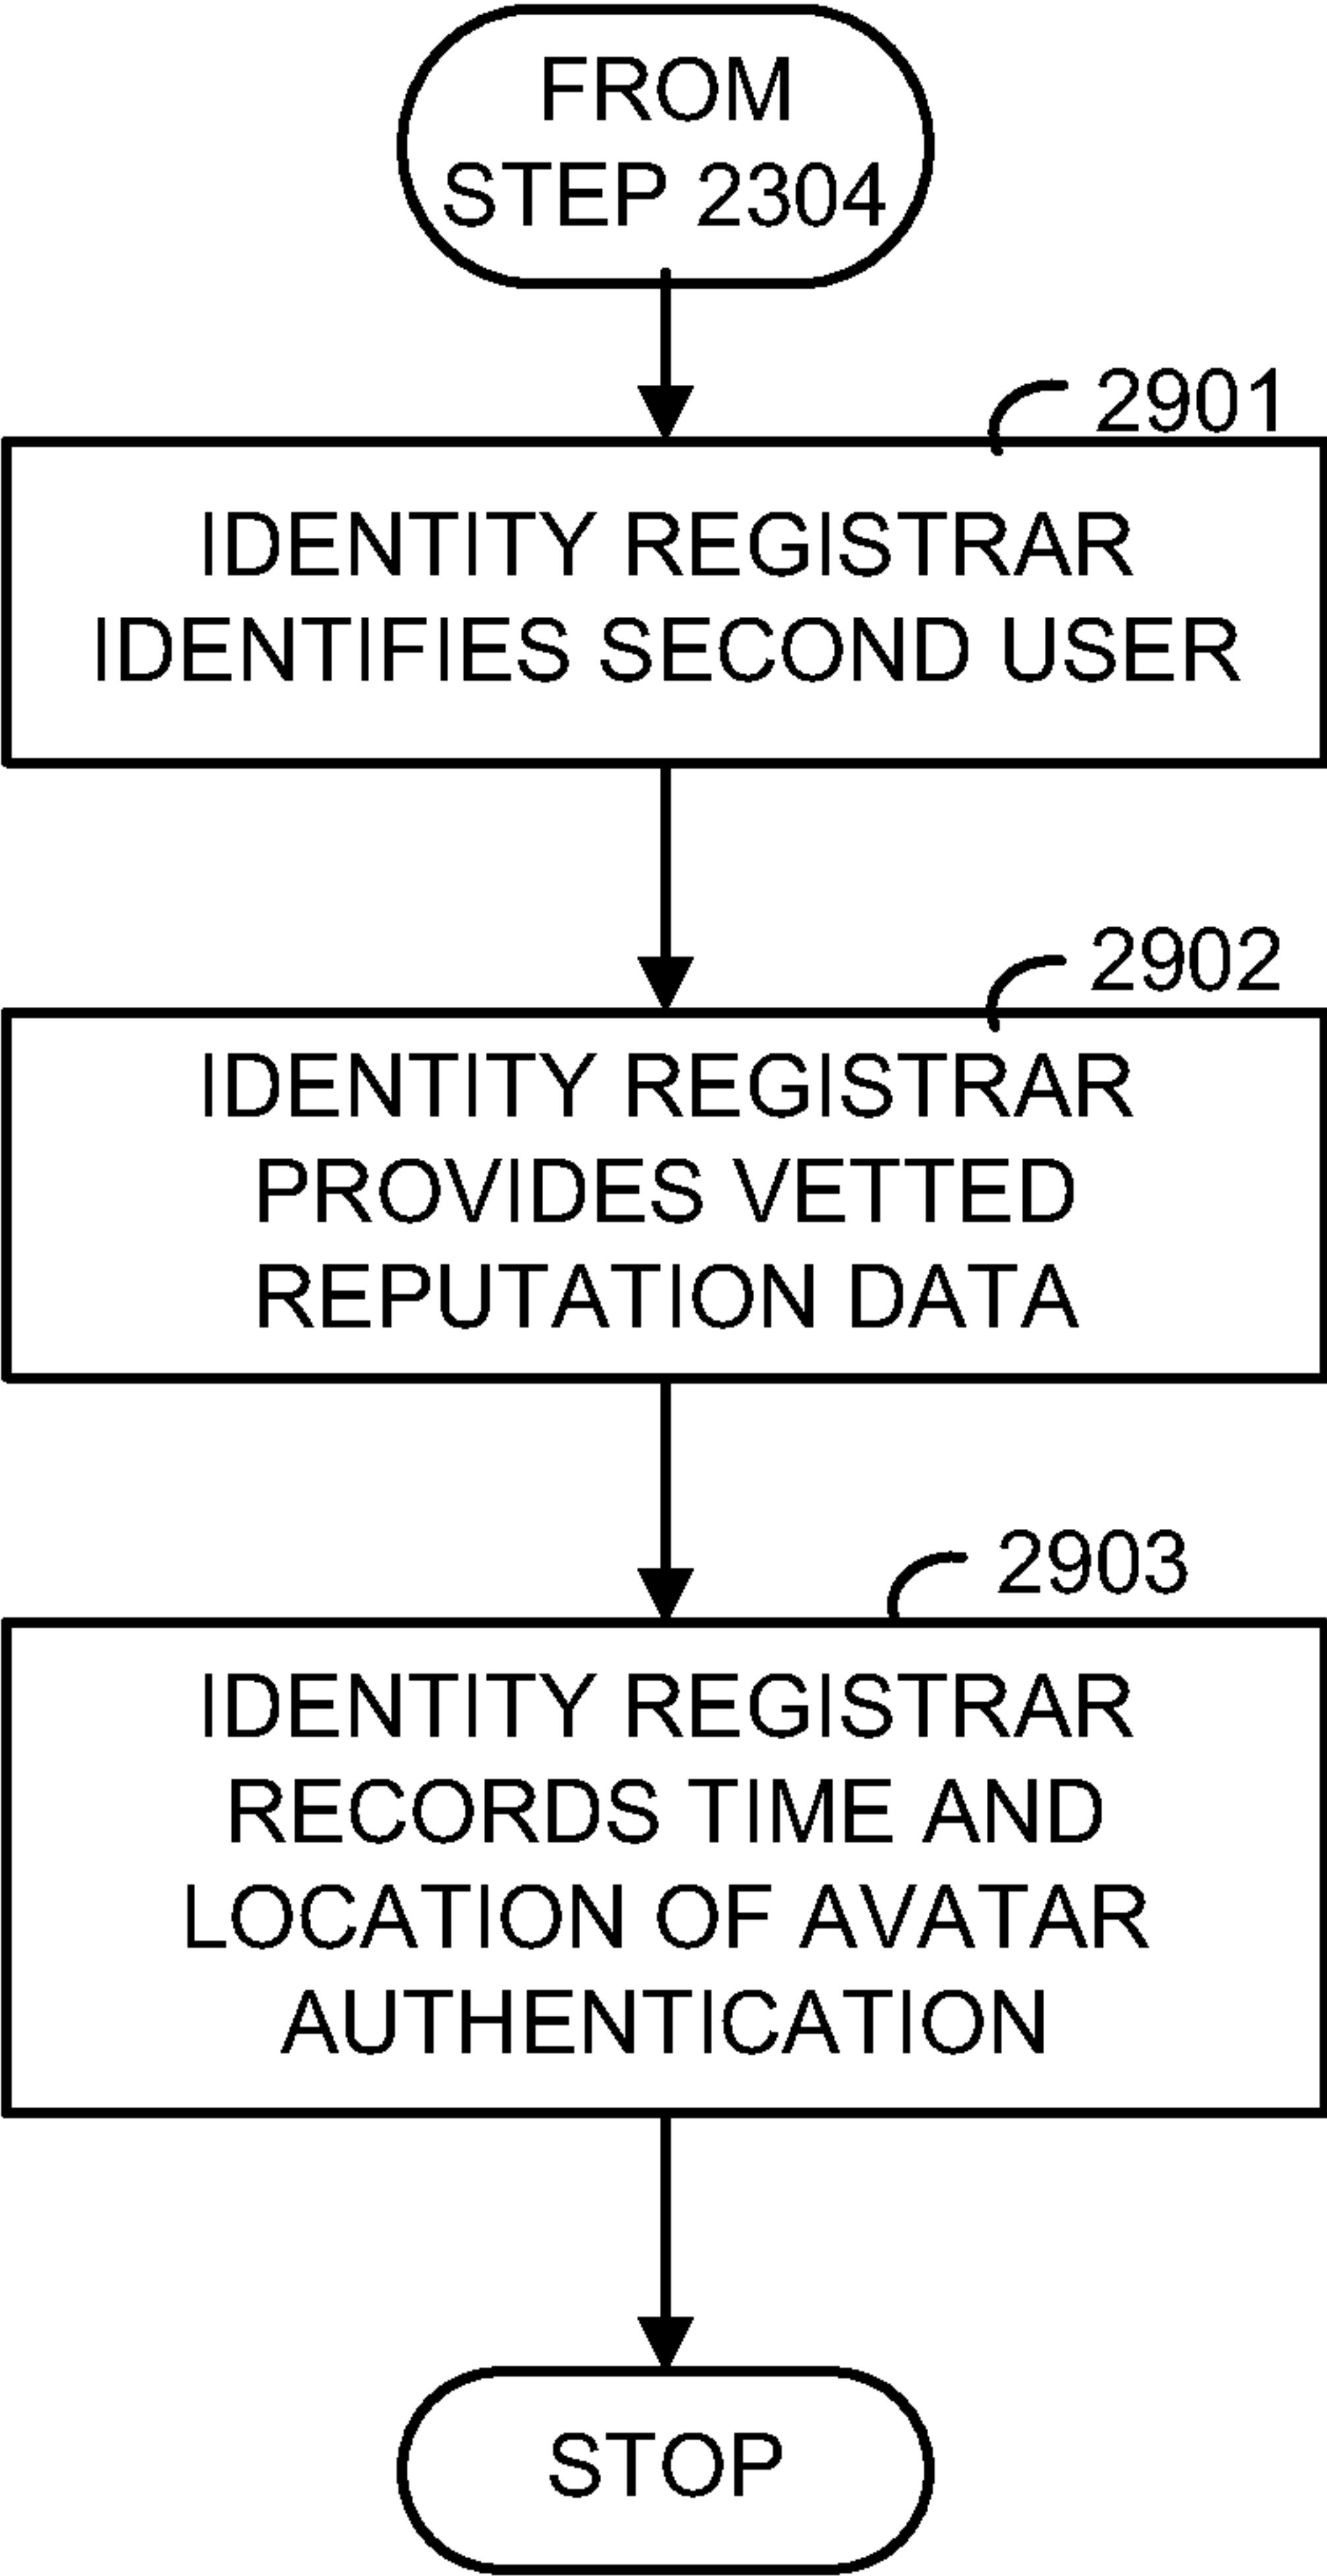 FROM
STEP 2304
2901
IDENTITY REGISTRAR
IDENTIFIES SECOND USER
2902
IDENTITY REGISTRAR
PROVIDES VETTED
REPUTATION DATA
2903
IDENTITY REGISTRAR
RECORDS TIME AND
LOCATION OF AVATAR
AUTHENTICATION
STOP